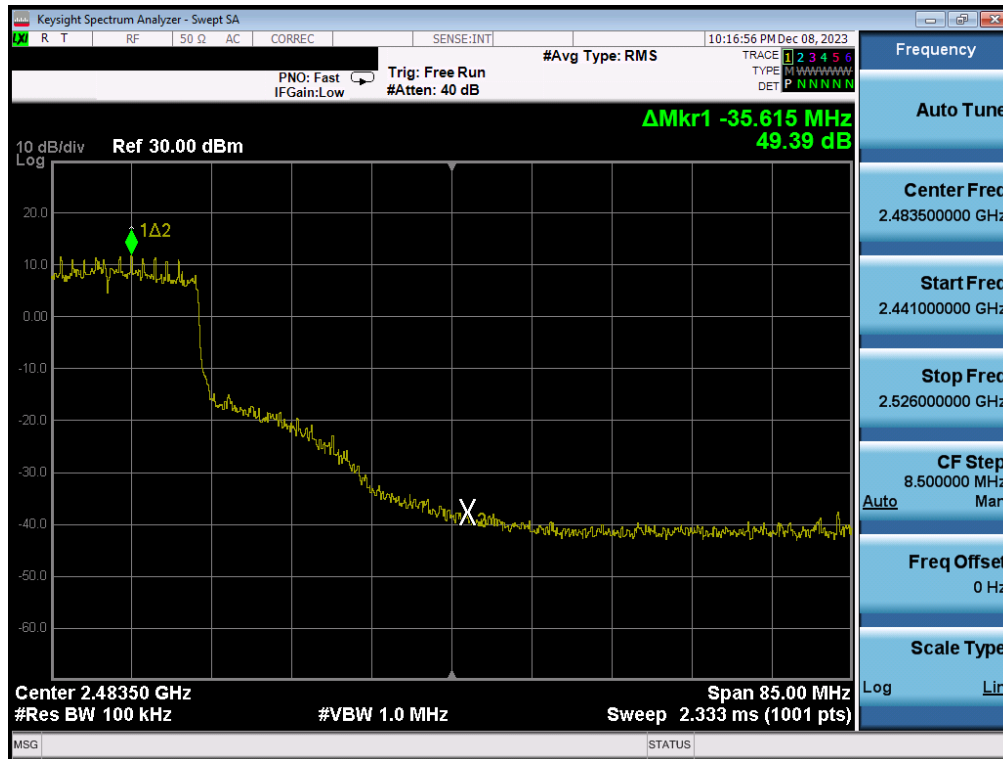 Keysight Spectrum Analyzer - Swept SA
LXI R T RF 50 Ω AC CORREC SENSE:INT 10:16:56 PM Dec 08, 2023
PNO: Fast
IFGain:Low
Trig: Free Run
#Atten: 40 dB
#Avg Type: RMS
TRACE 1 2 3 4 5 6
TYPE M WWWWW
DET P N N N N N
ΔMkr1 -35.615 MHz
49.39 dB
10 dB/div Ref 30.00 dBm
Log
20.0
1Δ2
10.0
0.00
-10.0
-20.0
-30.0
-40.0
-50.0
-60.0
Center 2.48350 GHz Span 85.00 MHz
#Res BW 100 kHz #VBW 1.0 MHz Sweep 2.333 ms (1001 pts)
MSG STATUS
Frequency
Auto Tune
Center Freq
2.483500000 GHz
Start Freq
2.441000000 GHz
Stop Freq
2.526000000 GHz
CF Step
8.500000 MHz
Auto Man
Freq Offset
0 Hz
Scale Type
Log Lin